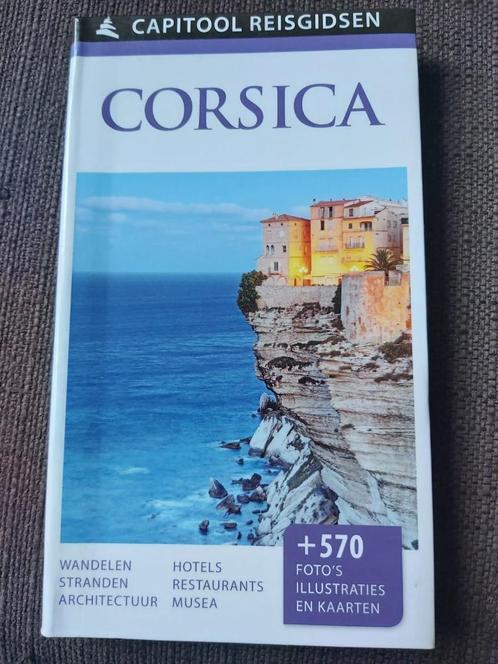 CAPITOOL REISGIDSEN
CORSICA
WANDELEN
STRANDEN
ARCHITECTUUR
HOTELS
RESTAURANTS
MUSEA
+570
FOTO'S
ILLUSTRATIES
EN KAARTEN